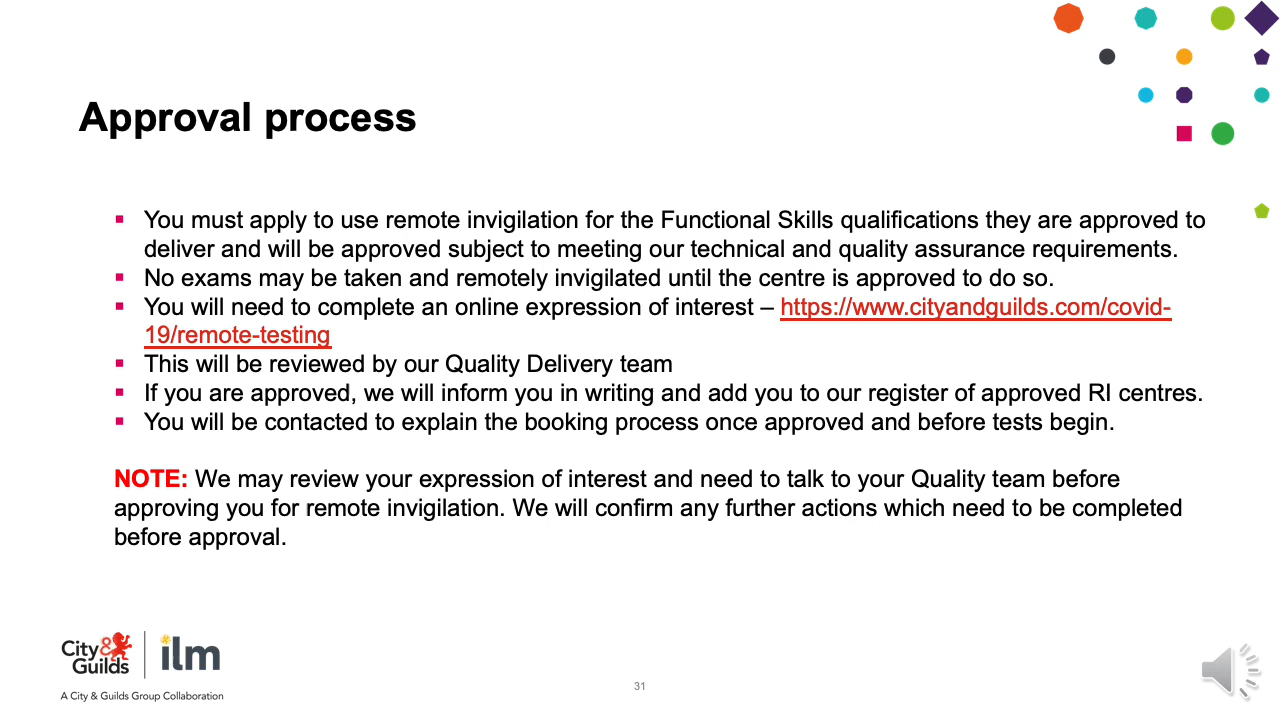 Approval process
▪ You must apply to use remote invigilation for the Functional Skills qualifications they are approved to
deliver and will be approved subject to meeting our technical and quality assurance requirements.
▪ No exams may be taken and remotely invigilated until the centre is approved to do so.
▪ You will need to complete an online expression of interest – https://www.cityandguilds.com/covid-
19/remote-testing
▪ This will be reviewed by our Quality Delivery team
▪ If you are approved, we will inform you in writing and add you to our register of approved RI centres.
▪ You will be contacted to explain the booking process once approved and before tests begin.
NOTE: We may review your expression of interest and need to talk to your Quality team before
approving you for remote invigilation. We will confirm any further actions which need to be completed
before approval.
City&
Guilds
ilm
A City & Guilds Group Collaboration
31